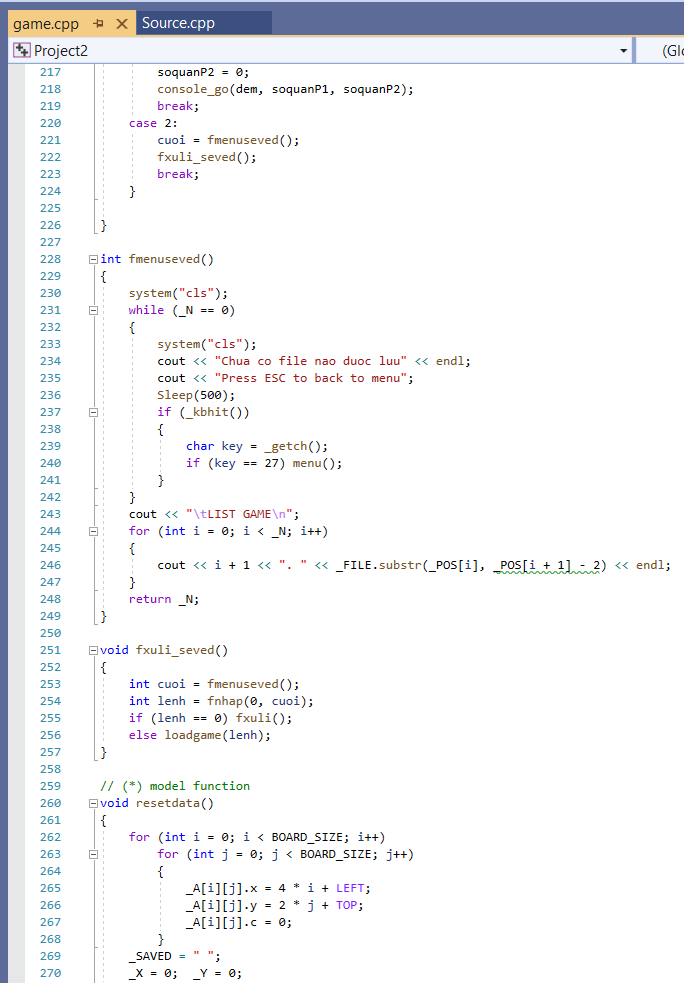 game.cpp Source.cpp
Project2 (Glo
217 soquanP2 = 0;
218 console_go(dem, soquanP1, soquanP2);
219 break;
220 case 2:
221 cuoi = fmenuseved();
222 fxuli_seved();
223 break;
224 }
225
226 }
227
228 int fmenuseved()
229 {
230 system("cls");
231 while (_N == 0)
232 {
233 system("cls");
234 cout << "Chua co file nao duoc luu" << endl;
235 cout << "Press ESC to back to menu";
236 Sleep(500);
237 if (_kbhit())
238 {
239 char key = _getch();
240 if (key == 27) menu();
241 }
242 }
243 cout << "\tLIST GAME\n";
244 for (int i = 0; i < _N; i++)
245 {
246 cout << i + 1 << ". " << _FILE.substr(_POS[i], _POS[i + 1] - 2) << endl;
247 }
248 return _N;
249 }
250
251 void fxuli_seved()
252 {
253 int cuoi = fmenuseved();
254 int lenh = fnhap(0, cuoi);
255 if (lenh == 0) fxuli();
256 else loadgame(lenh);
257 }
258
259 // (*) model function
260 void resetdata()
261 {
262 for (int i = 0; i < BOARD_SIZE; i++)
263 for (int j = 0; j < BOARD_SIZE; j++)
264 {
265 _A[i][j].x = 4 * i + LEFT;
266 _A[i][j].y = 2 * j + TOP;
267 _A[i][j].c = 0;
268 }
269 _SAVED = " ";
270 _X = 0; _Y = 0;